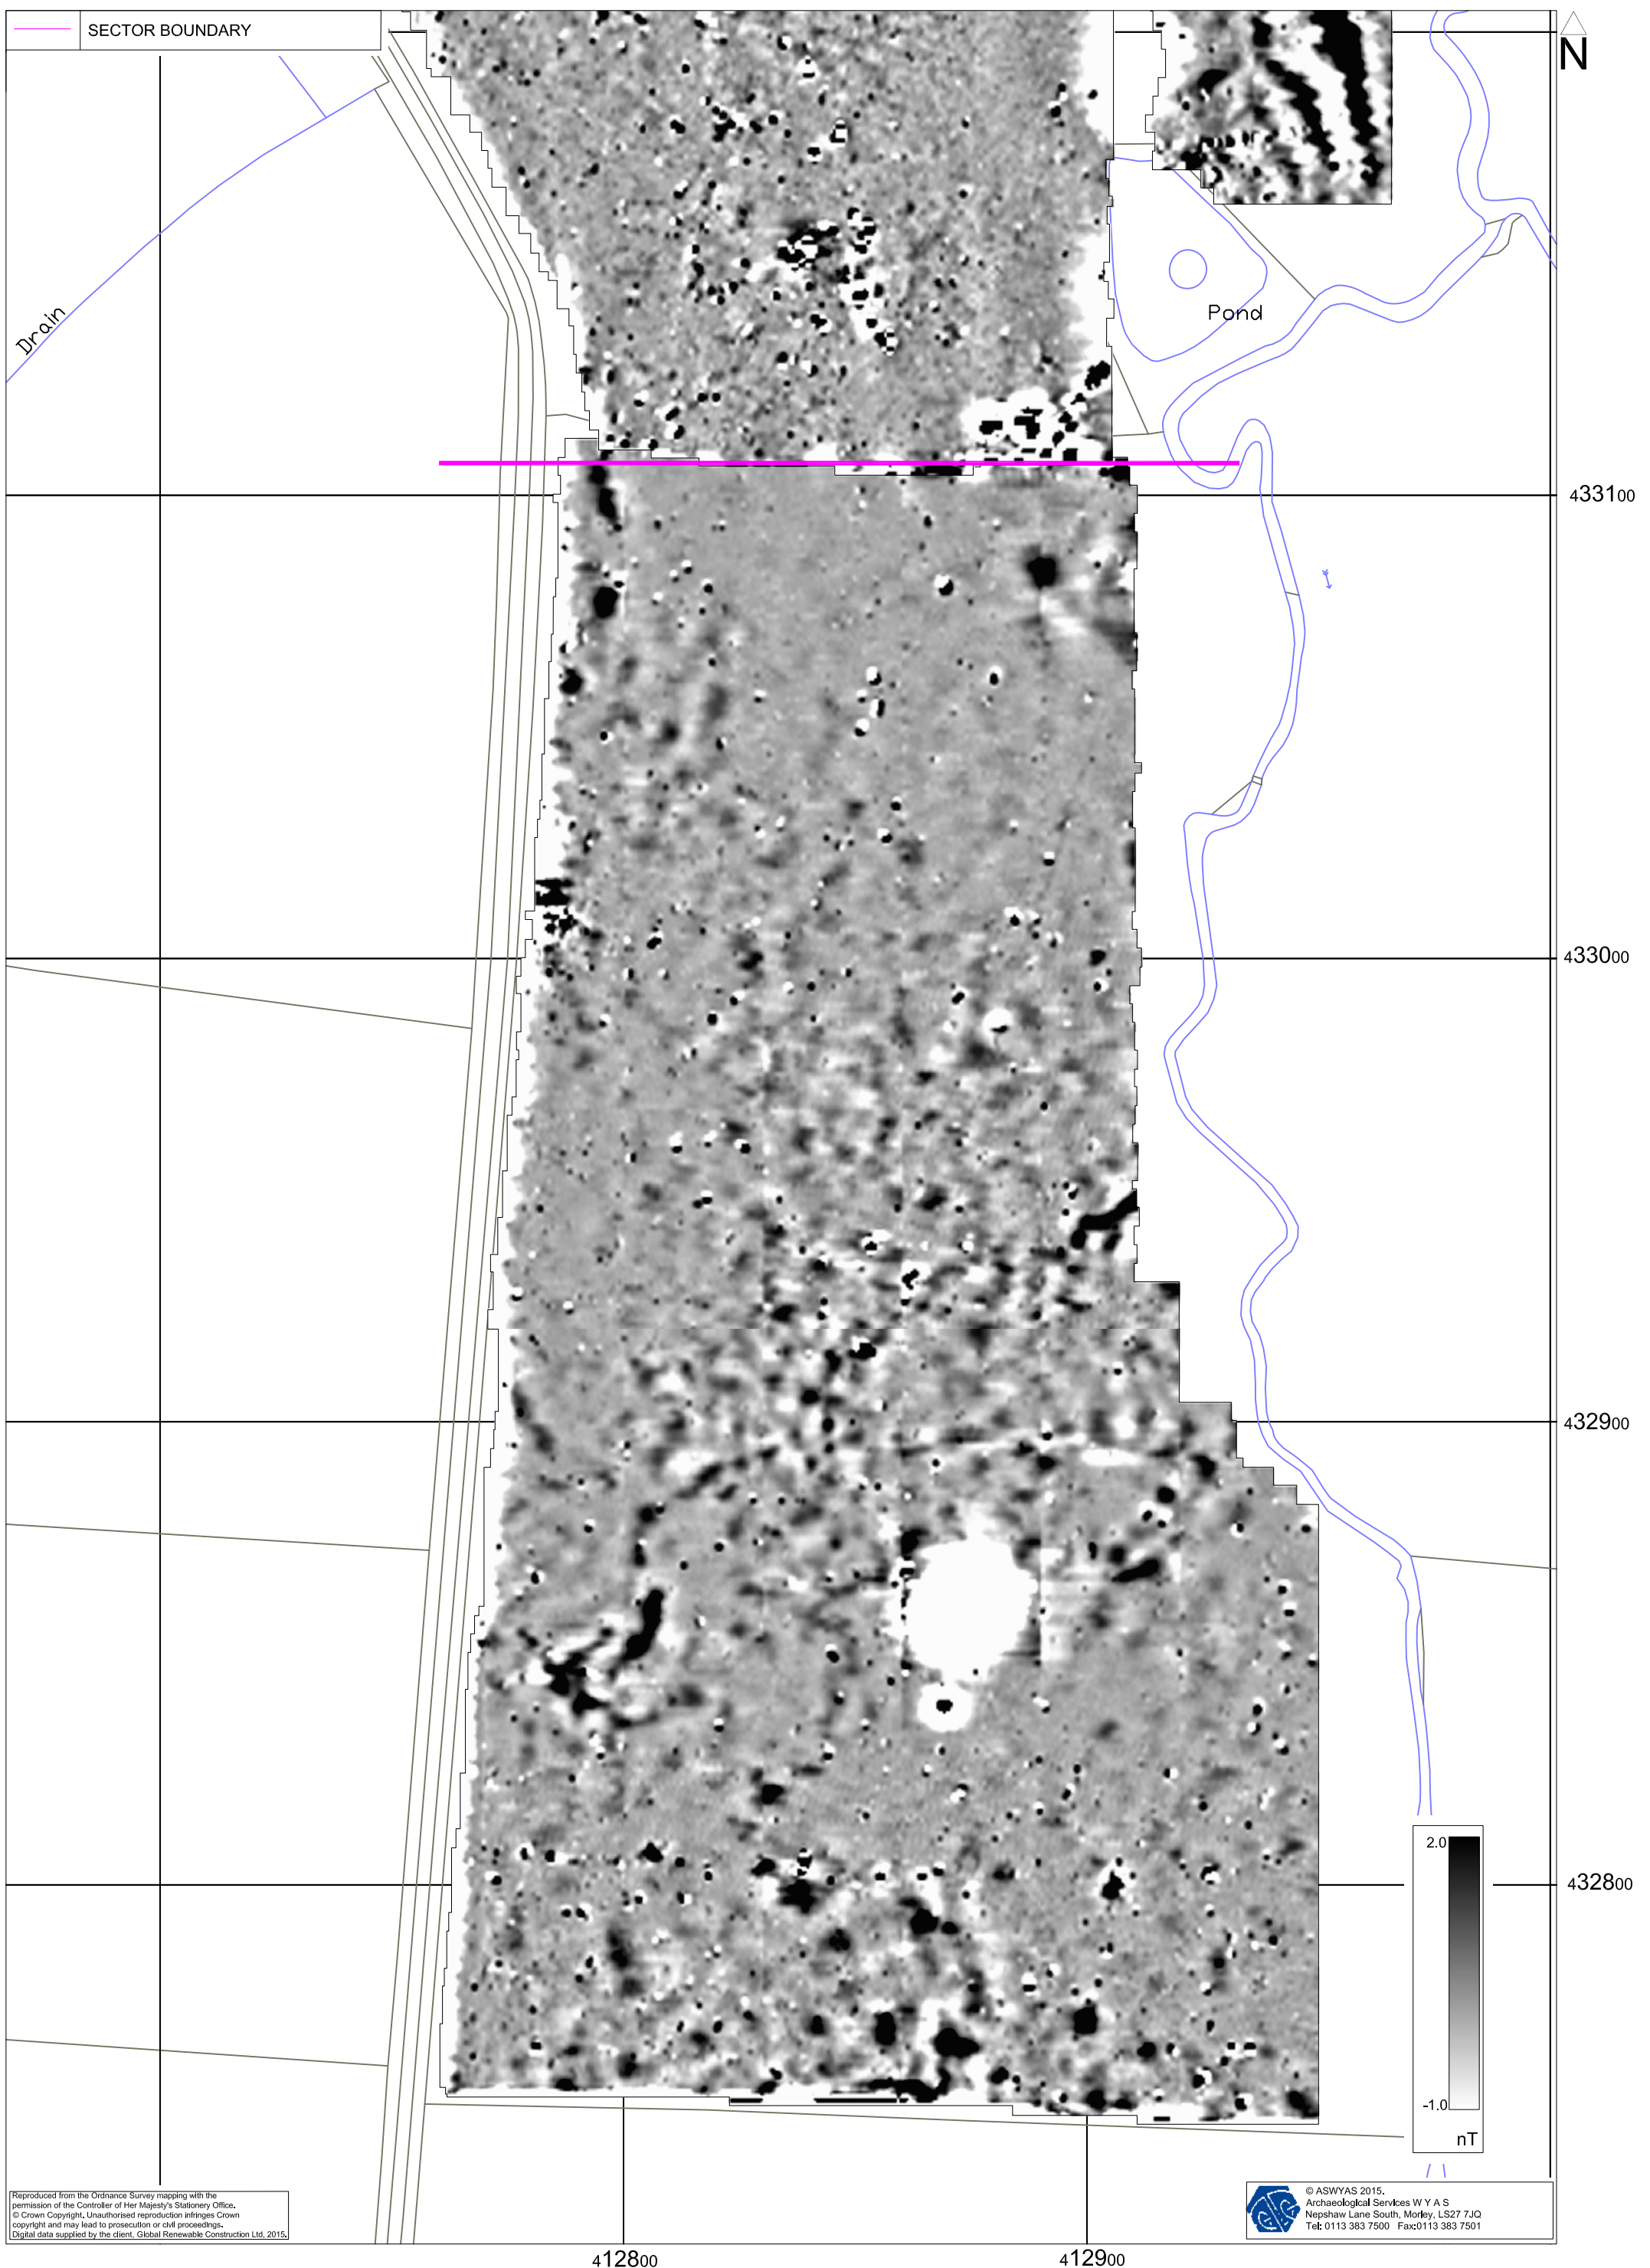 SECTOR BOUNDARY
N
Drain
Pond
433100
433000
432900
432800
2.0
-1.0
nT
Reproduced from the Ordnance Survey mapping with the
permission of the Controller of Her Majesty's Stationery Office.
© Crown Copyright. Unauthorised reproduction infringes Crown
copyright and may lead to prosecution or civil proceedings.
Digital data supplied by the client, Global Renewable Construction Ltd, 2015.
© ASWYAS 2015.
Archaeological Services W Y A S
Nepshaw Lane South, Morley, LS27 7JQ
Tel: 0113 383 7500 Fax:0113 383 7501
412800
412900